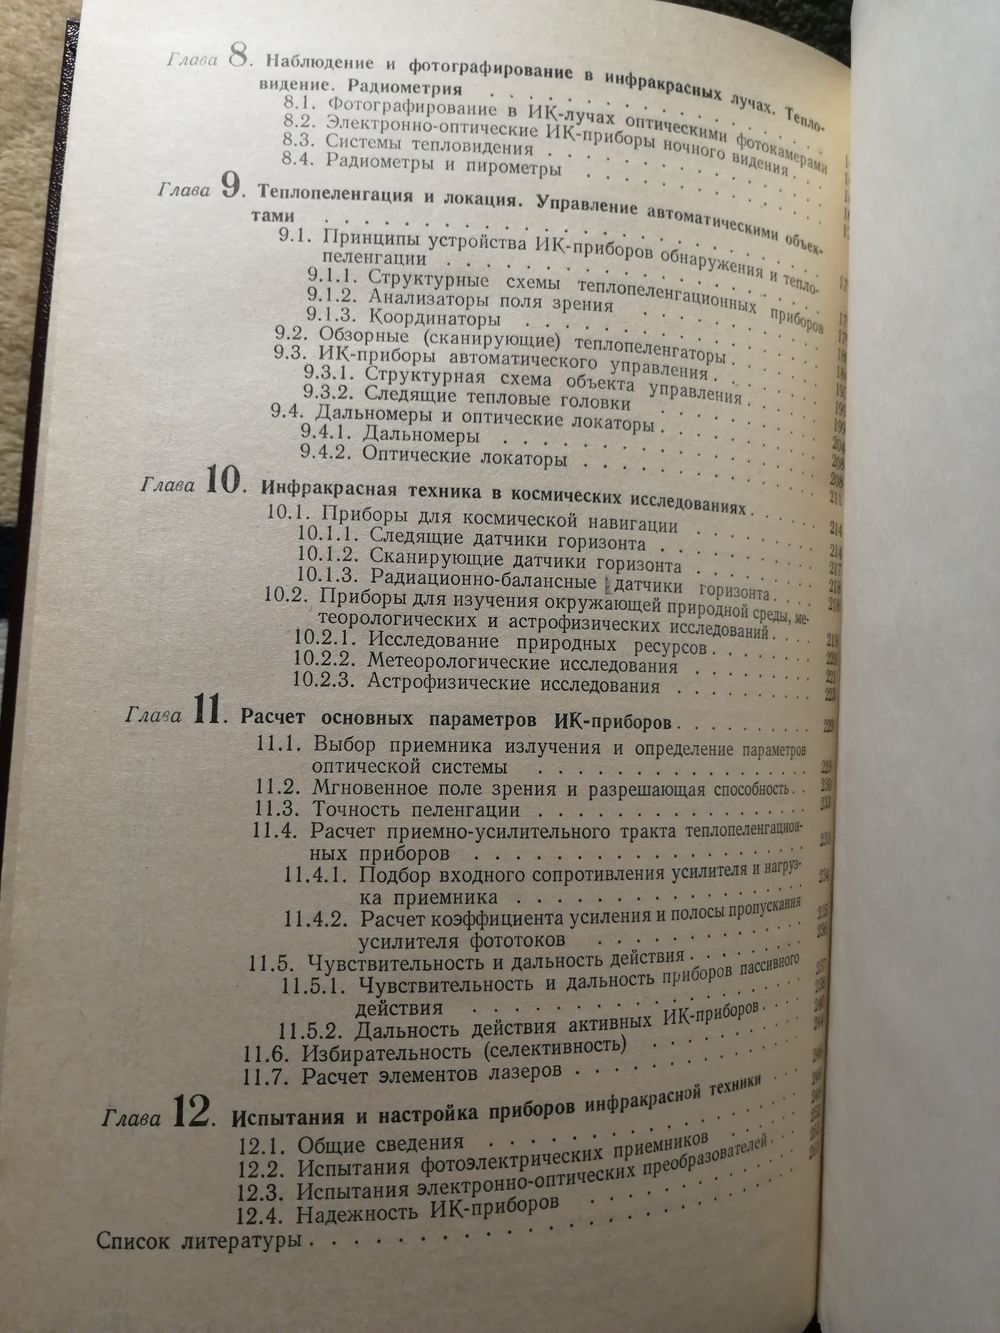 Глава 8. Наблюдение и фотографирование в инфракрасных лучах. Тепло-
видение. Радиометрия
8.1. Фотографирование в ИК-лучах оптическими фотокамерами
8.2. Электронно-оптические ИК-приборы ночного видения
8.3. Системы тепловидения
8.4. Радиометры и пирометры
Глава 9. Теплопеленгация и локация. Управление автоматическими объек-
тами
9.1. Принципы устройства ИК-приборов обнаружения и тепло-
пеленгации
9.1.1. Структурные схемы теплопеленгационных приборов
9.1.2. Анализаторы поля зрения
9.1.3. Координаторы
9.2. Обзорные (сканирующие) теплопеленгаторы
9.3. ИК-приборы автоматического управления
9.3.1. Структурная схема объекта управления
9.3.2. Следящие тепловые головки
9.4. Дальномеры и оптические локаторы
9.4.1. Дальномеры
9.4.2. Оптические локаторы
Глава 10. Инфракрасная техника в космических исследованиях
10.1. Приборы для космической навигации
10.1.1. Следящие датчики горизонта
10.1.2. Сканирующие датчики горизонта
10.1.3. Радиационно-балансные датчики горизонта
10.2. Приборы для изучения окружающей природной среды, ме-
теорологических и астрофизических исследований
10.2.1. Исследование природных ресурсов
10.2.2. Метеорологические исследования
10.2.3. Астрофизические исследования
Глава 11. Расчет основных параметров ИК-приборов
11.1. Выбор приемника излучения и определение параметров
оптической системы
11.2. Мгновенное поле зрения и разрешающая способность
11.3. Точность пеленгации
11.4. Расчет приемно-усилительного тракта теплопеленгацион-
ных приборов
11.4.1. Подбор входного сопротивления усилителя и нагруз-
ка приемника
11.4.2. Расчет коэффициента усиления и полосы пропускания
усилителя фототоков
11.5. Чувствительность и дальность действия
11.5.1. Чувствительность и дальность приборов пассивного
действия
11.5.2. Дальность действия активных ИК-приборов
11.6. Избирательность (селективность)
11.7. Расчет элементов лазеров
Глава 12. Испытания и настройка приборов инфракрасной техники
12.1. Общие сведения
12.2. Испытания фотоэлектрических приемников
12.3. Испытания электронно-оптических преобразователей
12.4. Надежность ИК-приборов
Список литературы